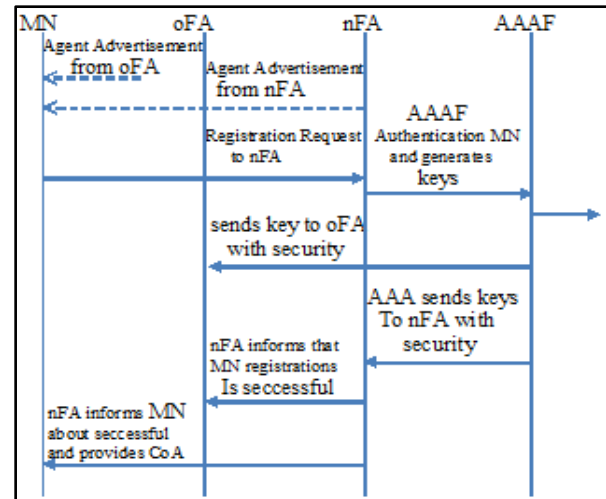 MN oFA nFA AAAF
Agent Advertisement
from oFA
Agent Advertisement
from nFA
AAAF
Authentication MN
and generates
keys
Registration Request
to nFA
sends key to oFA
with security
AAA sends keys
To nFA with
security
nFA informs that
MN registrations
Is seccessful
nFA informs MN
about seccessful
and provides CoA